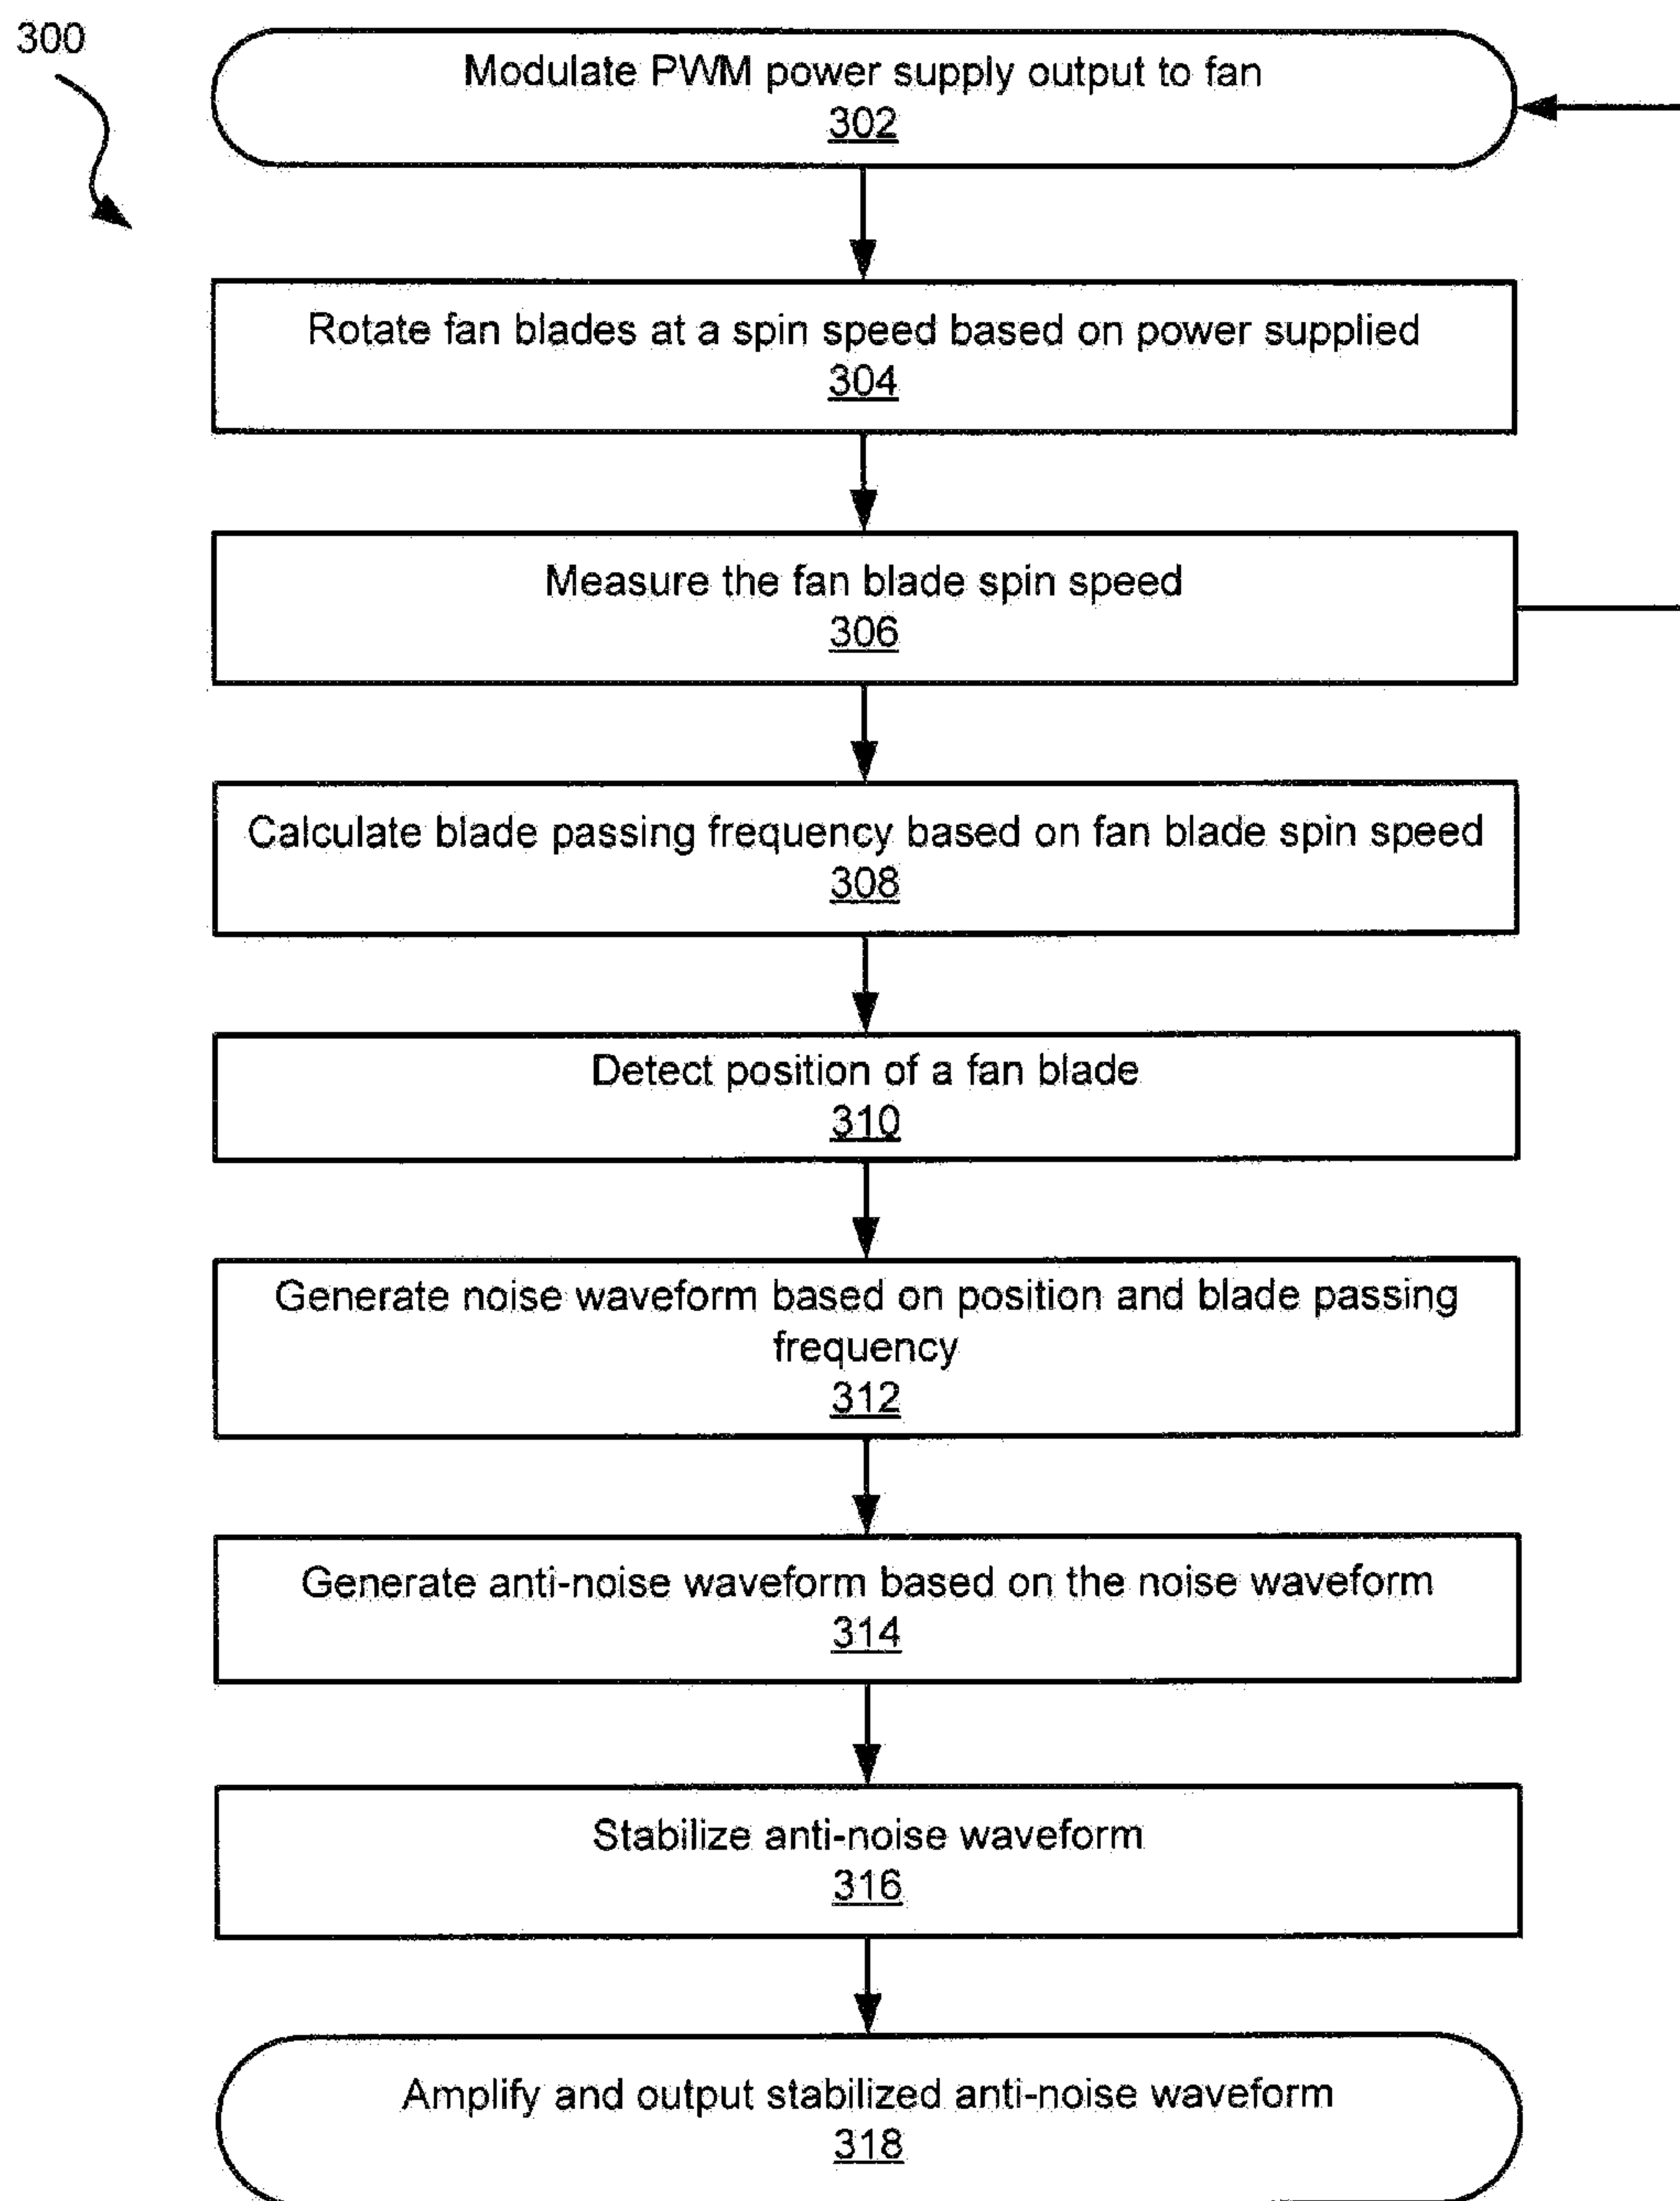 300
Modulate PWM power supply output to fan
302
Rotate fan blades at a spin speed based on power supplied
304
Measure the fan blade spin speed
306
Calculate blade passing frequency based on fan blade spin speed
308
Detect position of a fan blade
310
Generate noise waveform based on position and blade passing
frequency
312
Generate anti-noise waveform based on the noise waveform
314
Stabilize anti-noise waveform
316
Amplify and output stabilized anti-noise waveform
318